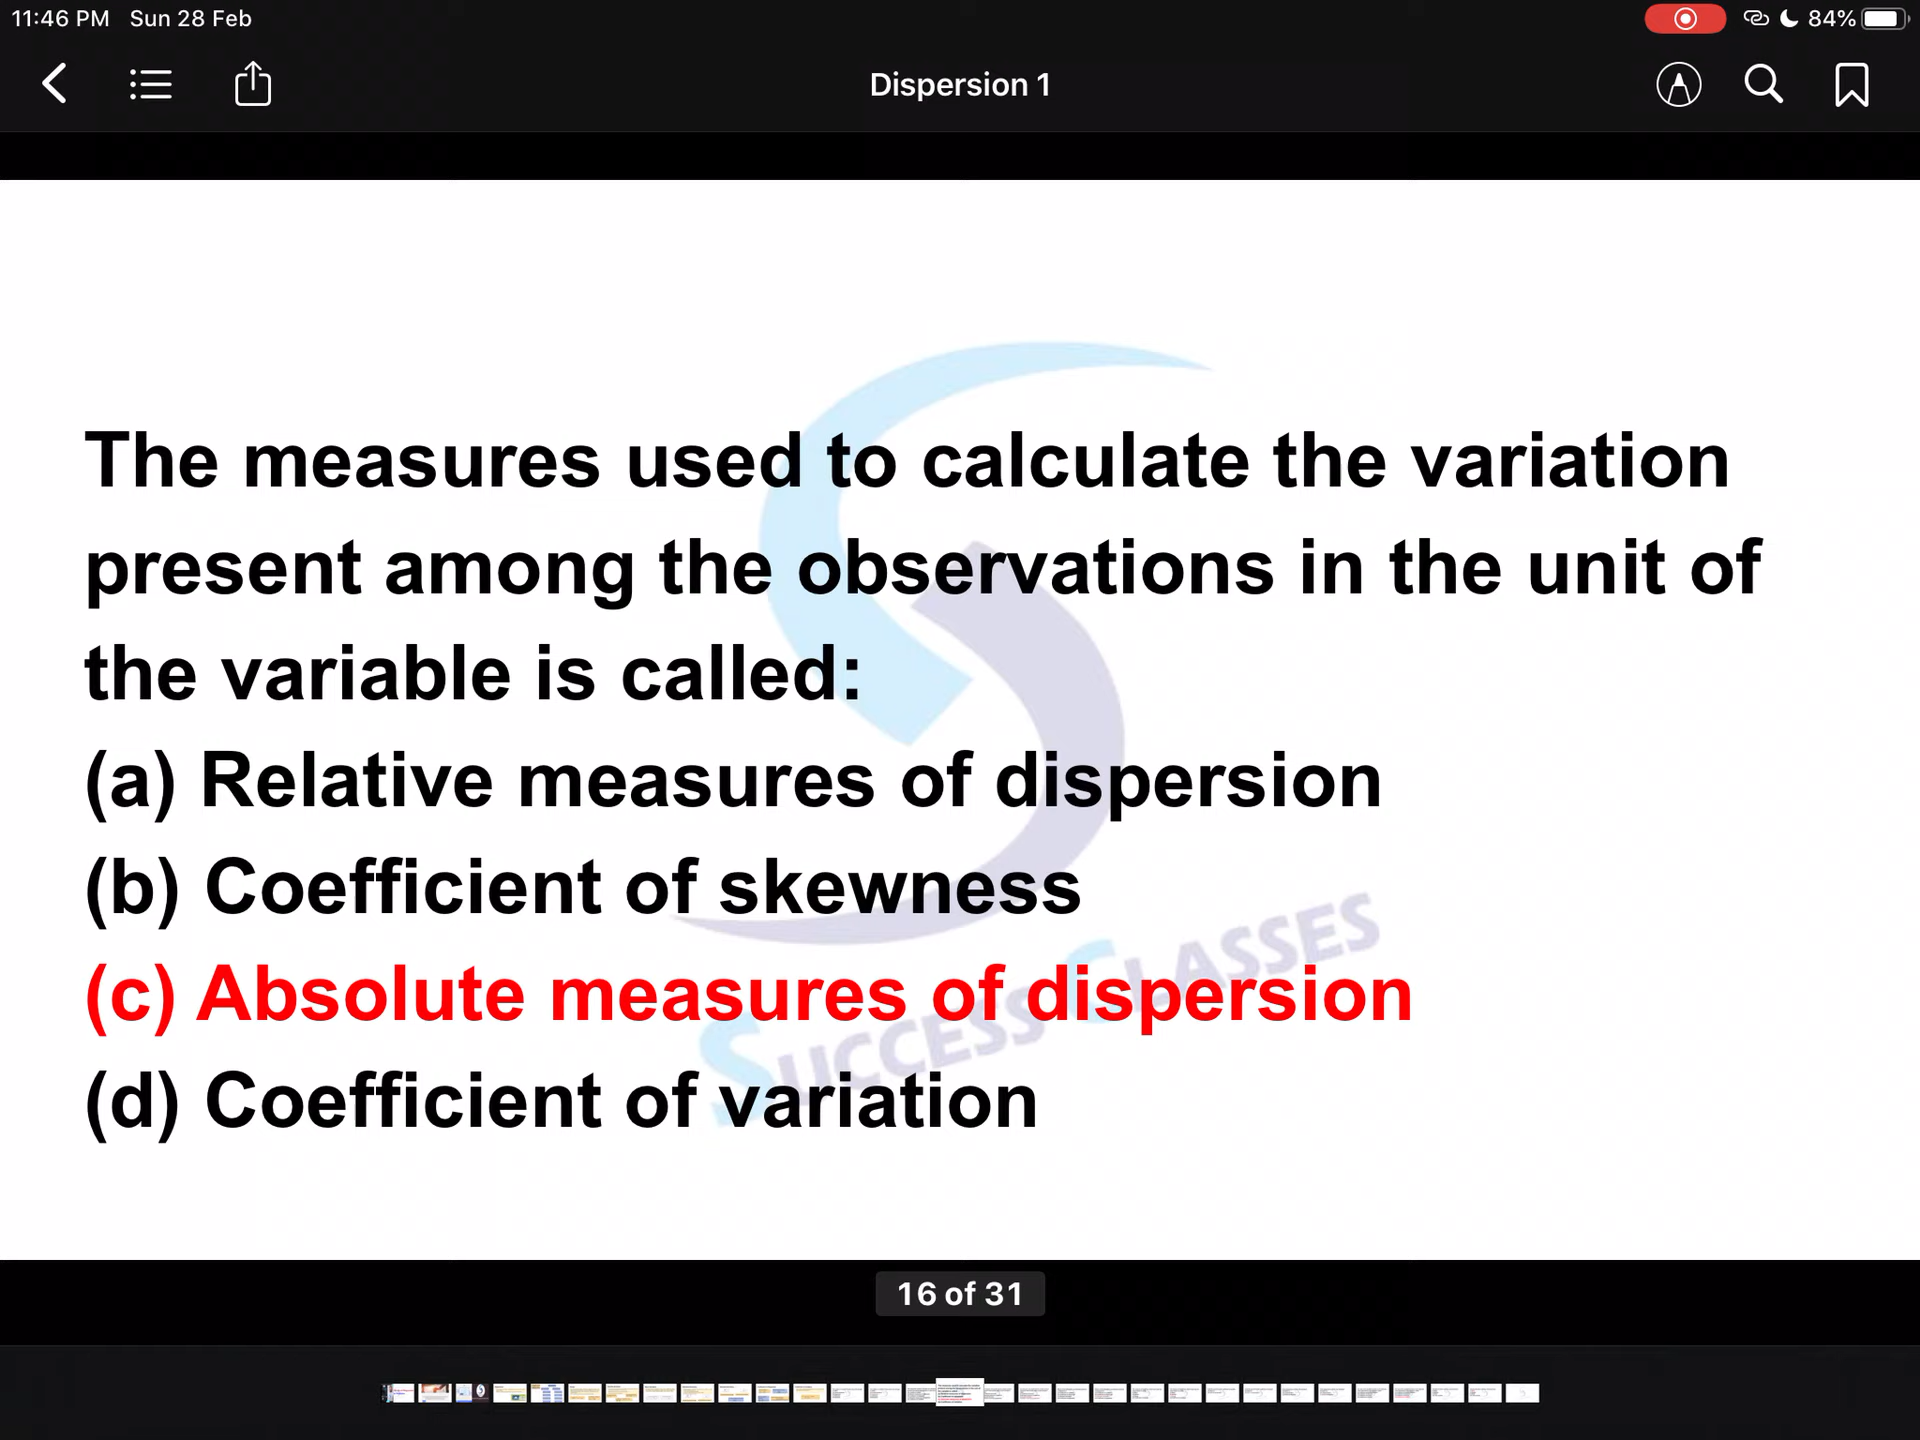 11:46 PM Sun 28 Feb
84%
Dispersion 1
The measures used to calculate the variation
present among the observations in the unit of
the variable is called:
(a) Relative measures of dispersion
(b) Coefficient of skewness
(c) Absolute measures of dispersion
(d) Coefficient of variation
SUCCESS CLASSES
16 of 31